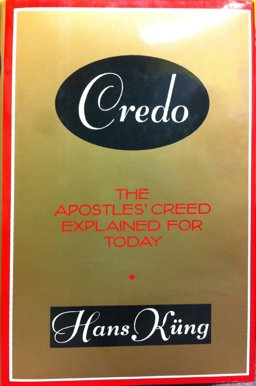 Credo
THE
APOSTLES' CREED
EXPLAINED FOR
TODAY
Hans Küng